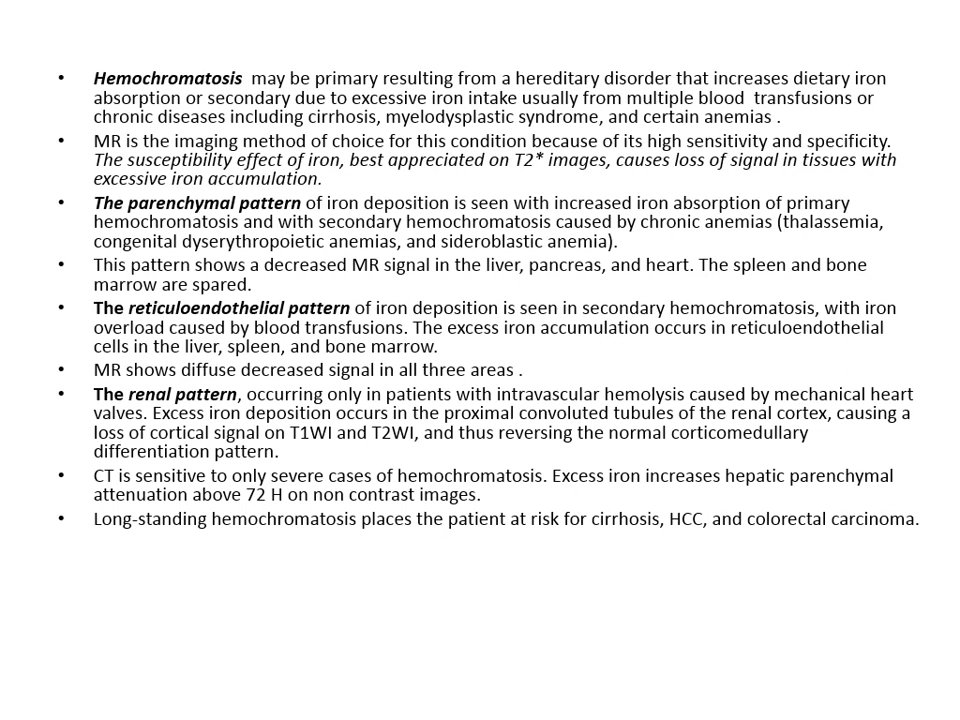 • Hemochromatosis  may be primary resulting from a hereditary disorder that increases dietary iron
absorption or secondary due to excessive iron intake usually from multiple blood  transfusions or
chronic diseases including cirrhosis, myelodysplastic syndrome, and certain anemias .
• MR is the imaging method of choice for this condition because of its high sensitivity and specificity.
The susceptibility effect of iron, best appreciated on T2* images, causes loss of signal in tissues with
excessive iron accumulation.
• The parenchymal pattern of iron deposition is seen with increased iron absorption of primary
hemochromatosis and with secondary hemochromatosis caused by chronic anemias (thalassemia,
congenital dyserythropoietic anemias, and sideroblastic anemia).
• This pattern shows a decreased MR signal in the liver, pancreas, and heart. The spleen and bone
marrow are spared.
• The reticuloendothelial pattern of iron deposition is seen in secondary hemochromatosis, with iron
overload caused by blood transfusions. The excess iron accumulation occurs in reticuloendothelial
cells in the liver, spleen, and bone marrow.
• MR shows diffuse decreased signal in all three areas .
• The renal pattern, occurring only in patients with intravascular hemolysis caused by mechanical heart
valves. Excess iron deposition occurs in the proximal convoluted tubules of the renal cortex, causing a
loss of cortical signal on T1WI and T2WI, and thus reversing the normal corticomedullary
differentiation pattern.
• CT is sensitive to only severe cases of hemochromatosis. Excess iron increases hepatic parenchymal
attenuation above 72 H on non contrast images.
• Long-standing hemochromatosis places the patient at risk for cirrhosis, HCC, and colorectal carcinoma.